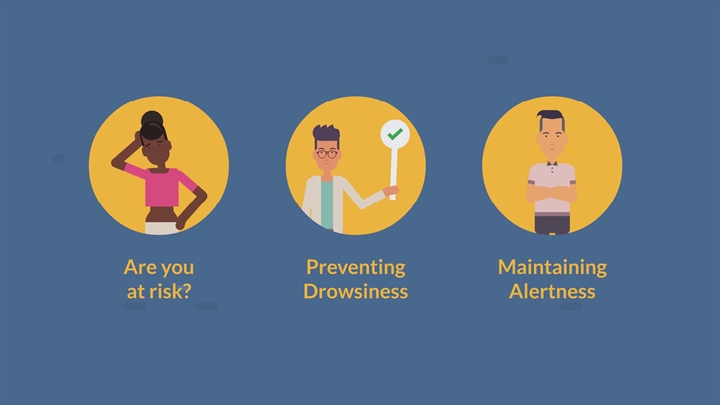 Are you
at risk?
Preventing
Drowsiness
Maintaining
Alertness